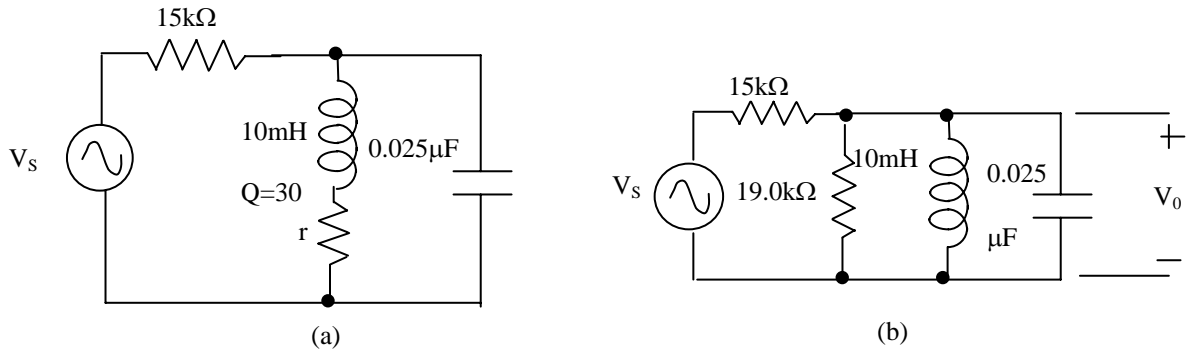 15kΩ
V_S
10mH
0.025μF
Q=30
r
(a)
15kΩ
V_S
10mH
19.0kΩ
0.025
μF
+
V_0
−
(b)